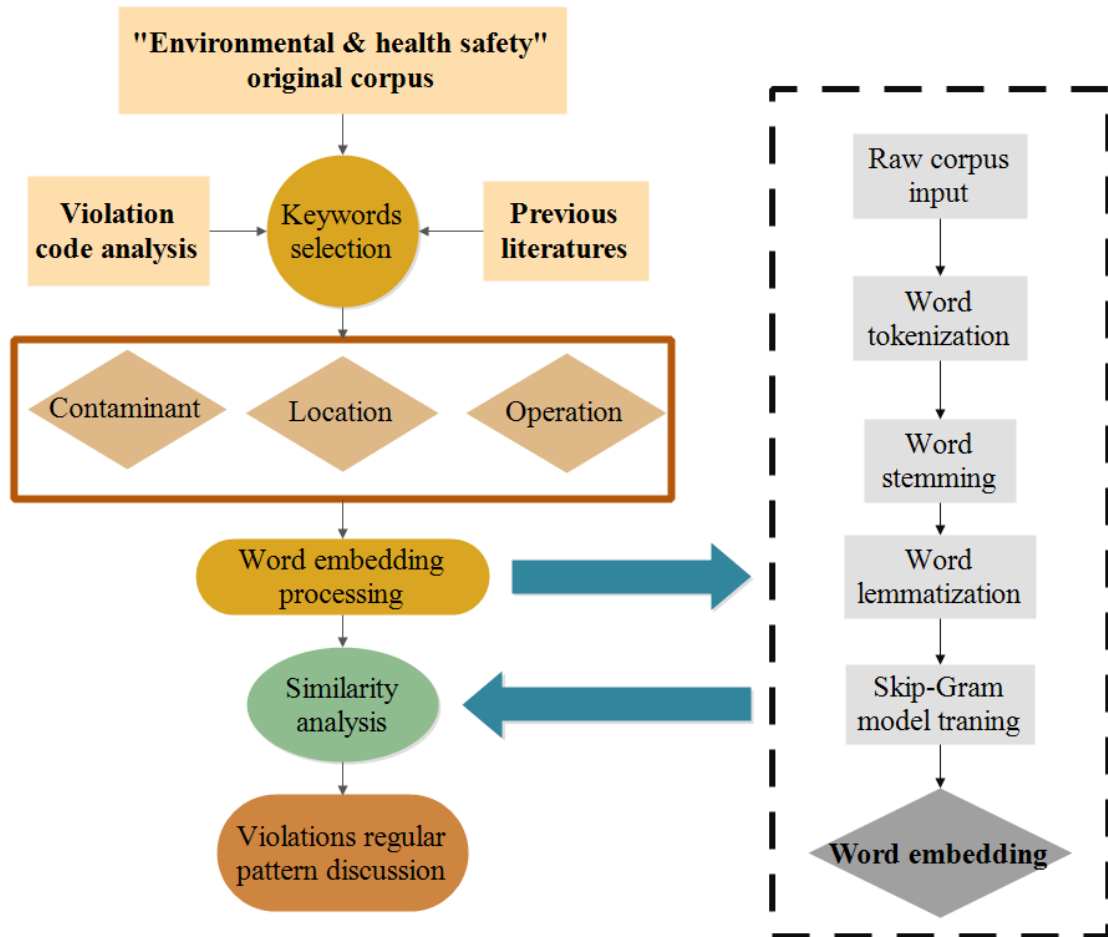 "Environmental & health safety"
original corpus
Violation
code analysis
Keywords
selection
Previous
literatures
Contaminant
Location
Operation
Word embedding
processing
Similarity
analysis
Violations regular
pattern discussion
Raw corpus
input
Word
tokenization
Word
stemming
Word
lemmatization
Skip-Gram
model traning
Word embedding